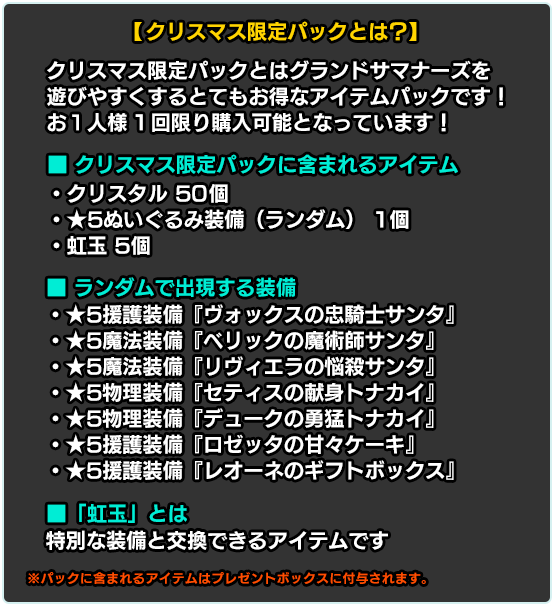 【クリスマス限定パックとは?】
クリスマス限定パックとはグランドサマナーズを
遊びやすくするとてもお得なアイテムパックです！
お１人様１回限り購入可能となっています！
■ クリスマス限定パックに含まれるアイテム
・クリスタル 50個
・★5ぬいぐるみ装備（ランダム） 1個
・虹玉 5個
■ ランダムで出現する装備
・★5援護装備『ヴォックスの忠騎士サンタ』
・★5魔法装備『ベリックの魔術師サンタ』
・★5魔法装備『リヴィエラの悩殺サンタ』
・★5物理装備『セティスの献身トナカイ』
・★5物理装備『デュークの勇猛トナカイ』
・★5援護装備『ロゼッタの甘々ケーキ』
・★5援護装備『レオーネのギフトボックス』
■「虹玉」とは
特別な装備と交換できるアイテムです
※パックに含まれるアイテムはプレゼントボックスに付与されます。